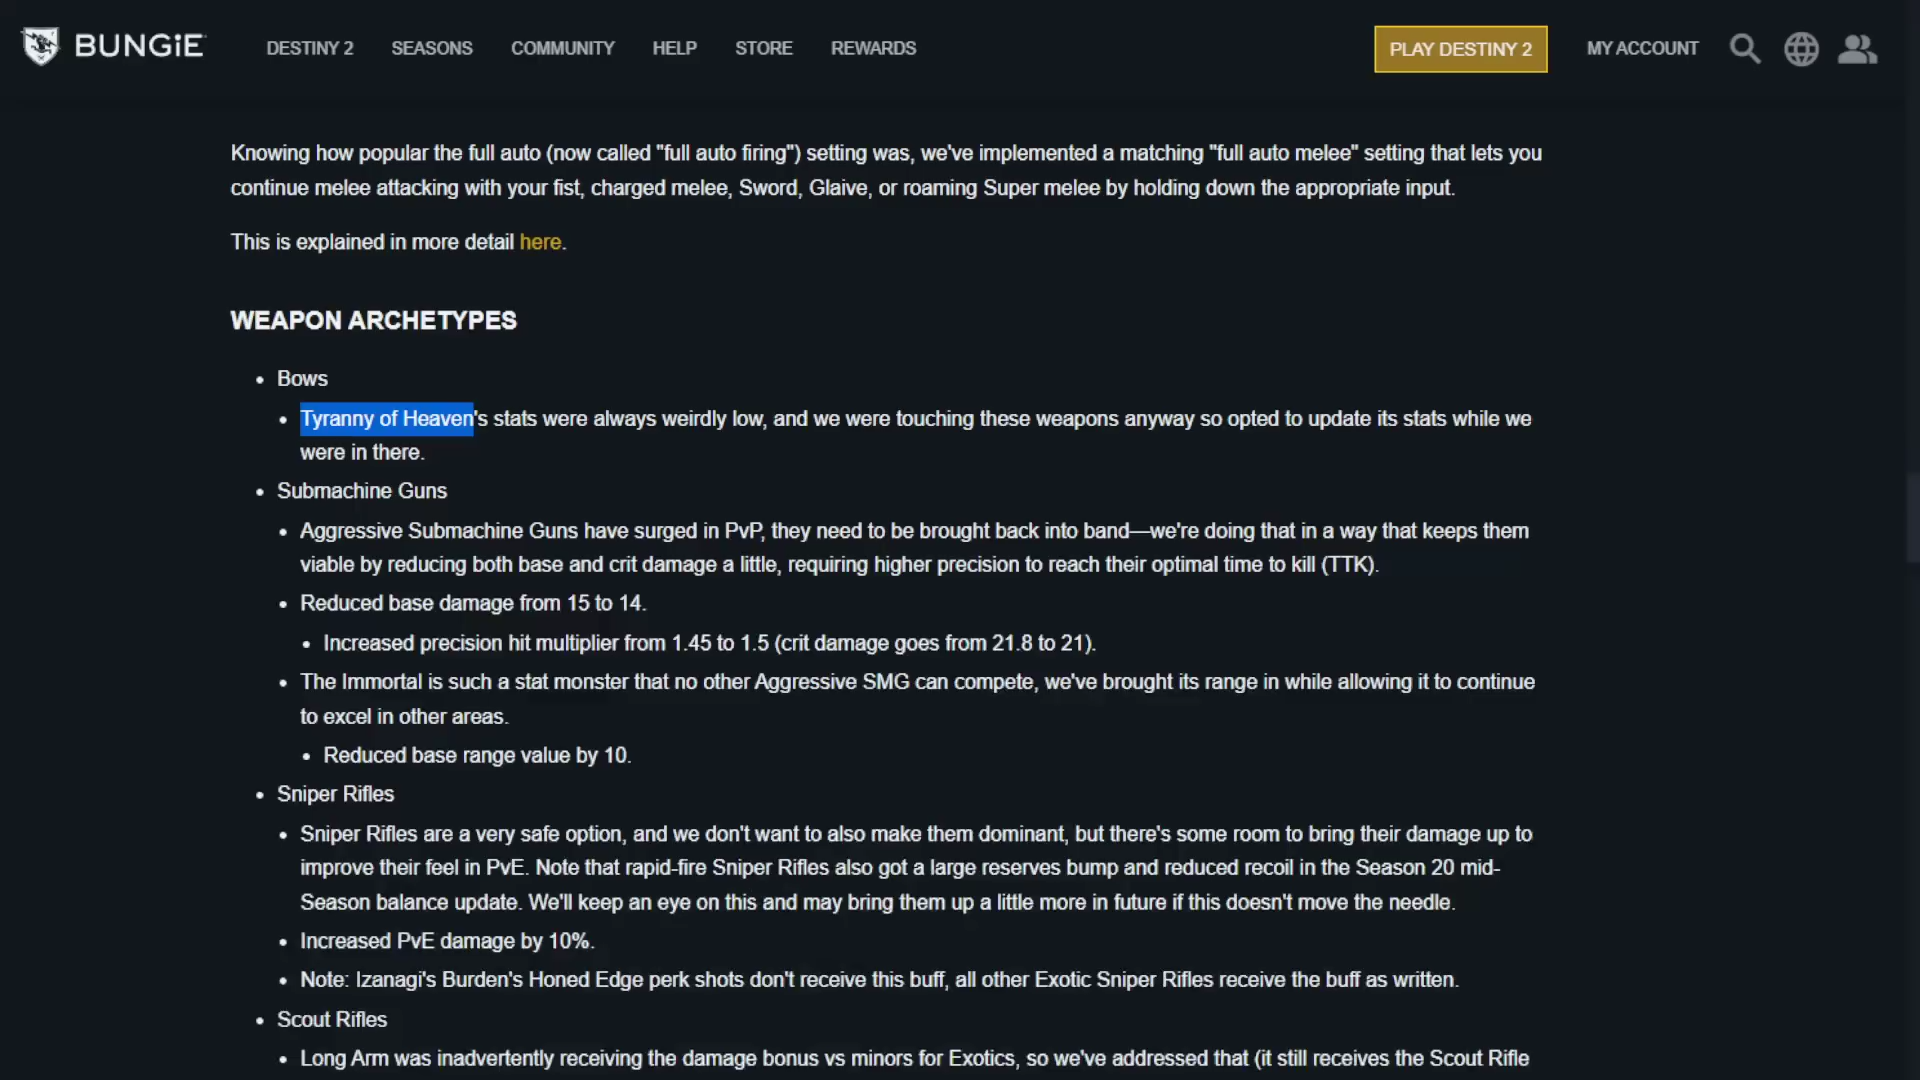 BUNGiE
DESTINY 2 SEASONS COMMUNITY HELP STORE REWARDS PLAY DESTINY 2 MY ACCOUNT
Knowing how popular the full auto (now called "full auto firing") setting was, we've implemented a matching "full auto melee" setting that lets you
continue melee attacking with your fist, charged melee, Sword, Glaive, or roaming Super melee by holding down the appropriate input.
This is explained in more detail here.
WEAPON ARCHETYPES
• Bows
• Tyranny of Heaven's stats were always weirdly low, and we were touching these weapons anyway so opted to update its stats while we
were in there.
• Submachine Guns
• Aggressive Submachine Guns have surged in PvP, they need to be brought back into band—we're doing that in a way that keeps them
viable by reducing both base and crit damage a little, requiring higher precision to reach their optimal time to kill (TTK).
• Reduced base damage from 15 to 14.
• Increased precision hit multiplier from 1.45 to 1.5 (crit damage goes from 21.8 to 21).
• The Immortal is such a stat monster that no other Aggressive SMG can compete, we've brought its range in while allowing it to continue
to excel in other areas.
• Reduced base range value by 10.
• Sniper Rifles
• Sniper Rifles are a very safe option, and we don't want to also make them dominant, but there's some room to bring their damage up to
improve their feel in PvE. Note that rapid-fire Sniper Rifles also got a large reserves bump and reduced recoil in the Season 20 mid-
Season balance update. We'll keep an eye on this and may bring them up a little more in future if this doesn't move the needle.
• Increased PvE damage by 10%.
• Note: Izanagi's Burden's Honed Edge perk shots don't receive this buff, all other Exotic Sniper Rifles receive the buff as written.
• Scout Rifles
• Long Arm was inadvertently receiving the damage bonus vs minors for Exotics, so we've addressed that (it still receives the Scout Rifle